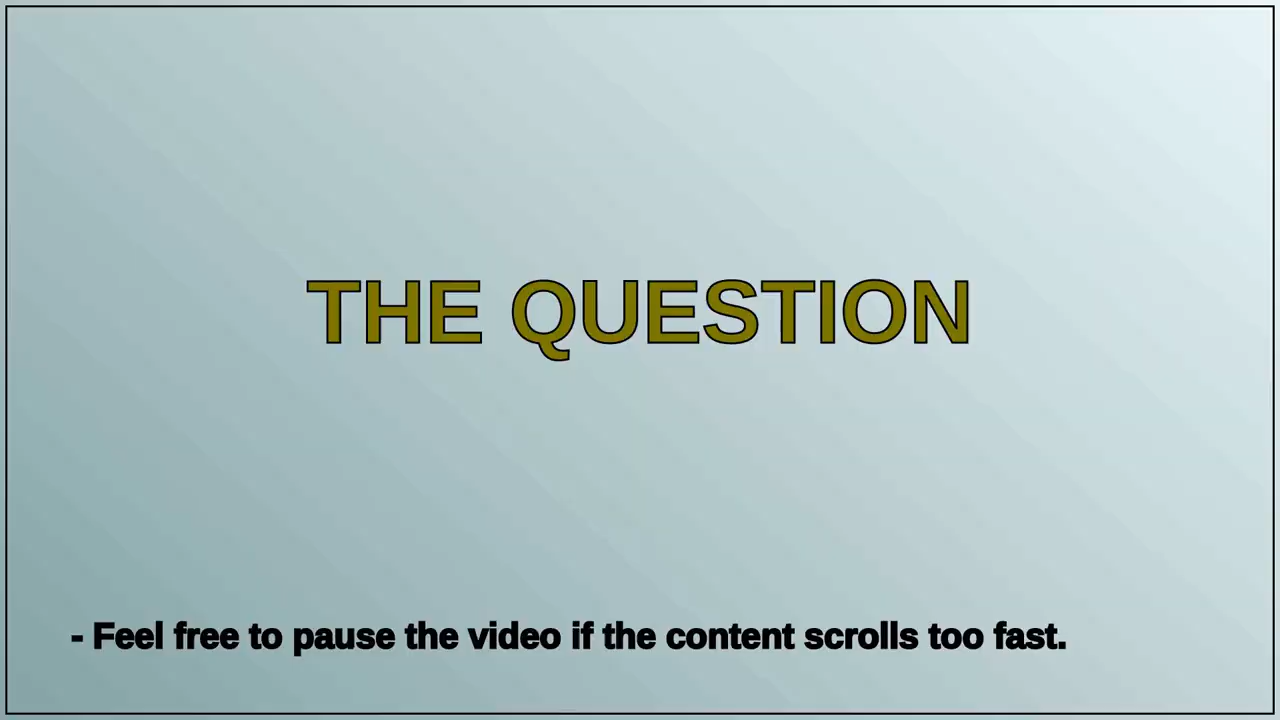 THE QUESTION
- Feel free to pause the video if the content scrolls too fast.